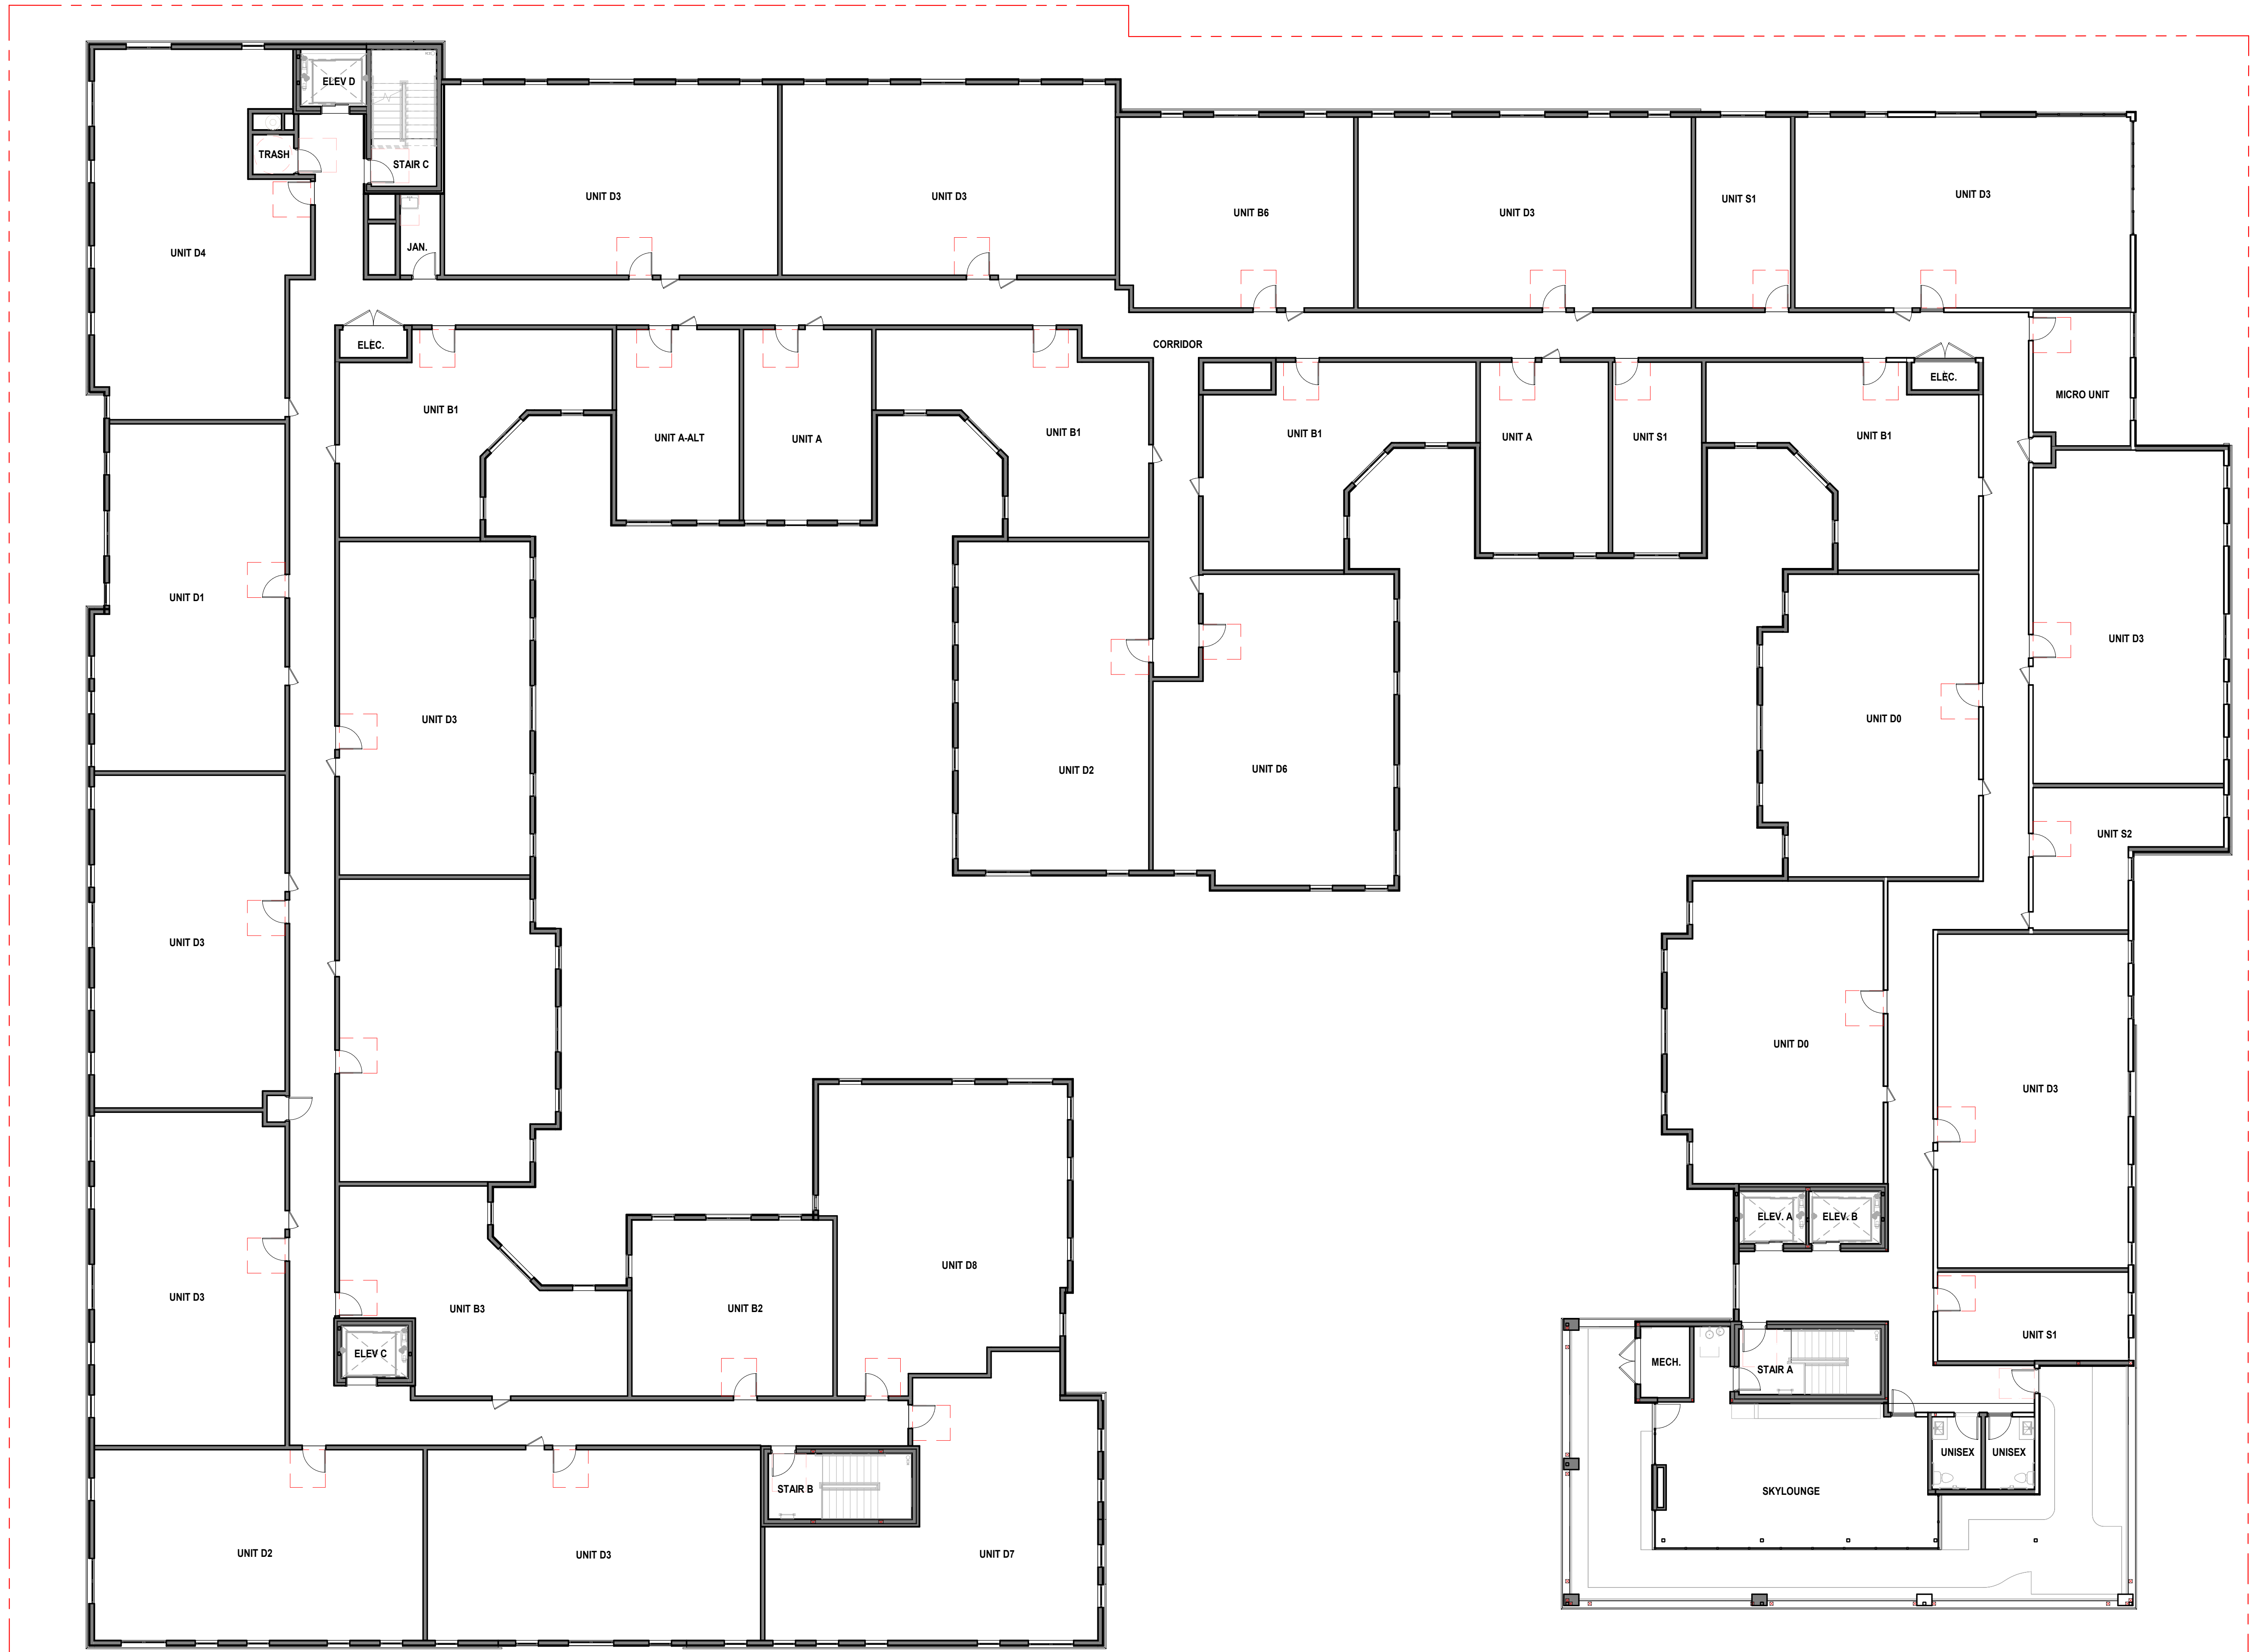 ELEV D
TRASH
STAIR C
UNIT D3
UNIT D3
UNIT B6
UNIT D3
UNIT S1
UNIT D3
JAN.
UNIT D4
ELEC.
CORRIDOR
ELEC.
MICRO UNIT
UNIT B1
UNIT A-ALT
UNIT A
UNIT B1
UNIT B1
UNIT A
UNIT S1
UNIT B1
UNIT D1
UNIT D3
UNIT D3
UNIT D0
UNIT D2
UNIT D6
UNIT S2
UNIT D3
UNIT D0
UNIT D3
ELEV. A
ELEV. B
UNIT D8
UNIT D3
UNIT B3
UNIT B2
UNIT S1
ELEV C
MECH.
STAIR A
UNISEX
UNISEX
STAIR B
SKYLOUNGE
UNIT D2
UNIT D3
UNIT D7